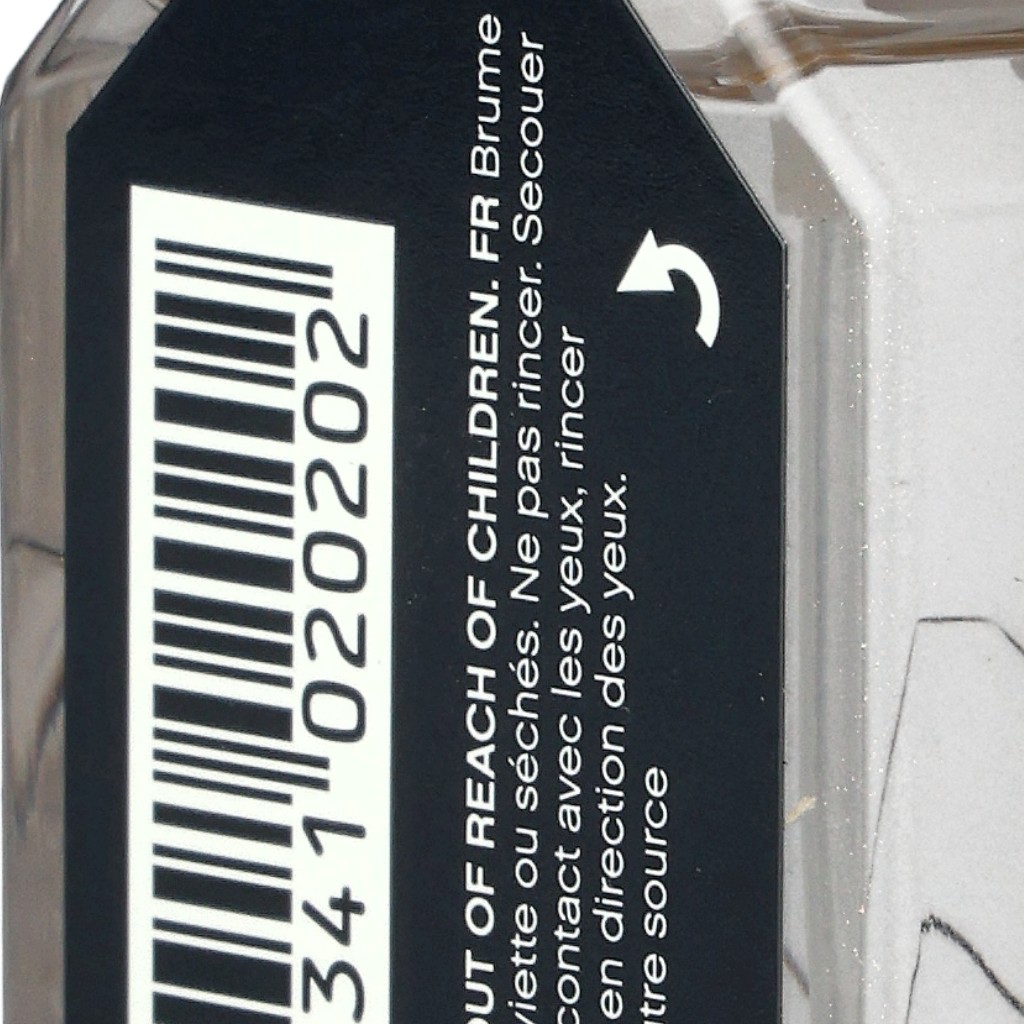 341 020202
OUT OF REACH OF CHILDREN. FR Brume
viette ou séchés. Ne pas rincer. Secouer
contact avec les yeux, rincer
en direction des yeux.
utre source